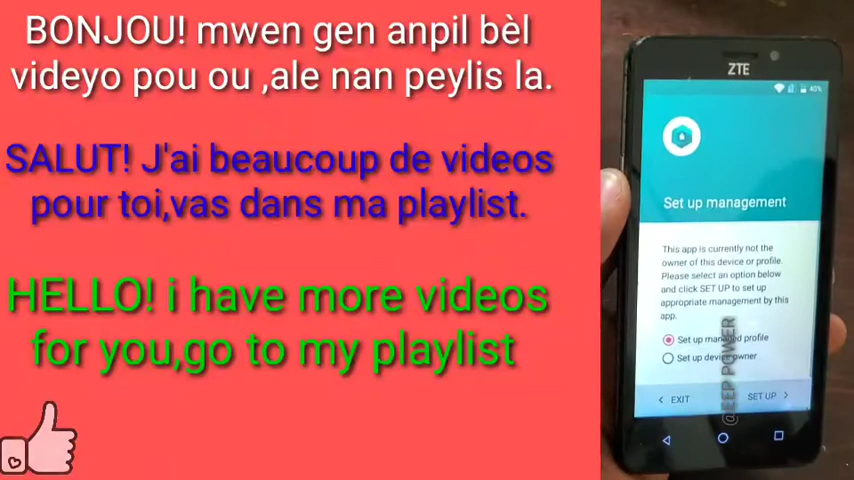 BONJOU! mwen gen anpil bèl
videyo pou ou ,ale nan peylis la.
SALUT! J'ai beaucoup de videos
pour toi,vas dans ma playlist.
HELLO! i have more videos
for you,go to my playlist
ZTE
40%
Set up management
This app is currently not the
owner of this device or profile.
Please select an option below
and click SET UP to set up
appropriate management by this
app.
Set up managed profile
Set up device owner
EXIT
SET UP
@EEP POWER